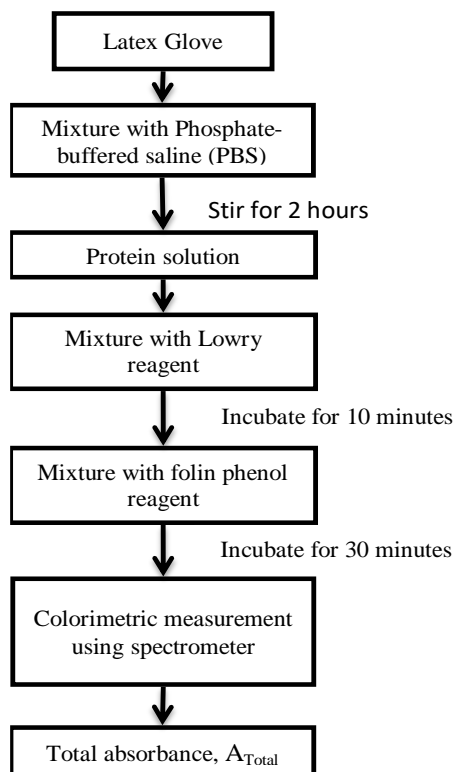 Latex Glove
Mixture with Phosphate-
buffered saline (PBS)
Stir for 2 hours
Protein solution
Mixture with Lowry
reagent
Incubate for 10 minutes
Mixture with folin phenol
reagent
Incubate for 30 minutes
Colorimetric measurement
using spectrometer
Total absorbance, A_Total